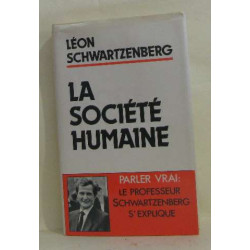 LÉON
SCHWARTZENBERG
LA
SOCIÉTÉ
HUMAINE
PARLER VRAI:
LE PROFESSEUR
SCHWARTZENBERG
S'EXPLIQUE